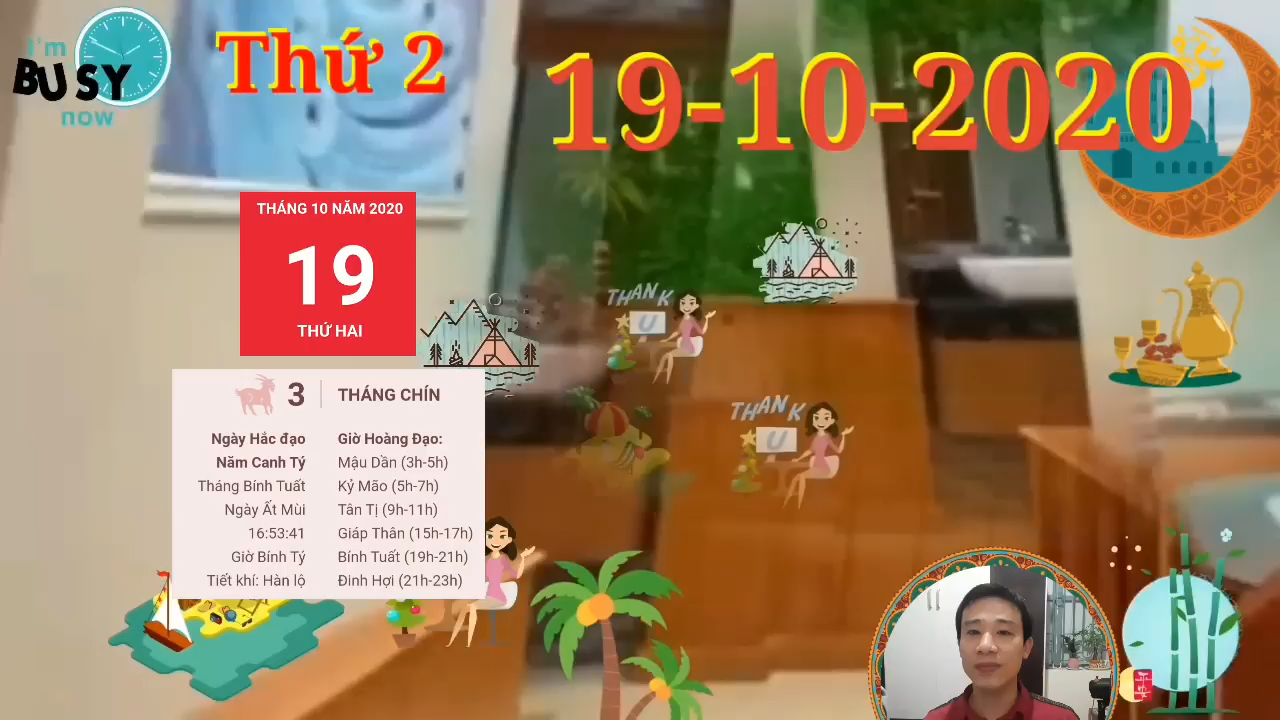 I'm
BUSY
now
Thứ 2
19-10-2020
THÁNG 10 NĂM 2020
19
THỨ HAI
3
THÁNG CHÍN
Ngày Hắc đạo
Năm Canh Tý
Tháng Bính Tuất
Ngày Ất Mùi
16:53:41
Giờ Bính Tý
Tiết khí: Hàn lộ
Giờ Hoàng Đạo:
Mậu Dần (3h-5h)
Kỷ Mão (5h-7h)
Tân Tị (9h-11h)
Giáp Thân (15h-17h)
Bính Tuất (19h-21h)
Đinh Hợi (21h-23h)
THANK
U
THANK
U
平安